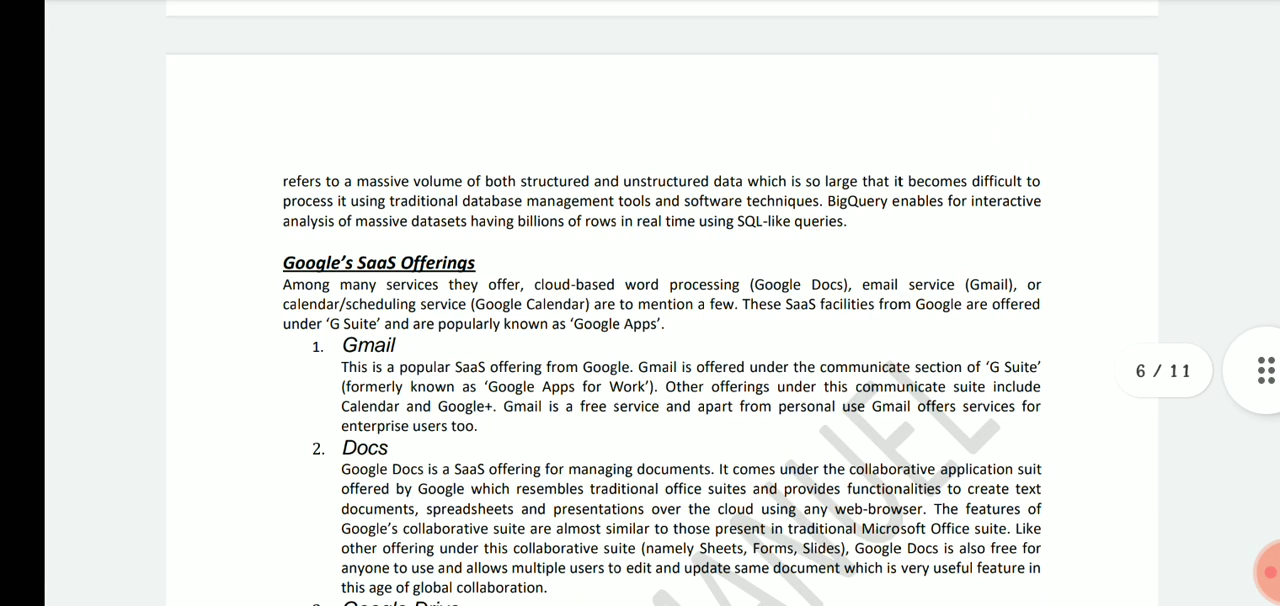 refers to a massive volume of both structured and unstructured data which is so large that it becomes difficult to
process it using traditional database management tools and software techniques. BigQuery enables for interactive
analysis of massive datasets having billions of rows in real time using SQL-like queries.
Google's SaaS Offerings
Among many services they offer, cloud-based word processing (Google Docs), email service (Gmail), or
calendar/scheduling service (Google Calendar) are to mention a few. These SaaS facilities from Google are offered
under 'G Suite' and are popularly known as 'Google Apps'.
1. Gmail
This is a popular SaaS offering from Google. Gmail is offered under the communicate section of 'G Suite'
(formerly known as 'Google Apps for Work'). Other offerings under this communicate suite include
Calendar and Google+. Gmail is a free service and apart from personal use Gmail offers services for
enterprise users too.
6 / 11
2. Docs
Google Docs is a SaaS offering for managing documents. It comes under the collaborative application suit
offered by Google which resembles traditional office suites and provides functionalities to create text
documents, spreadsheets and presentations over the cloud using any web-browser. The features of
Google's collaborative suite are almost similar to those present in traditional Microsoft Office suite. Like
other offering under this collaborative suite (namely Sheets, Forms, Slides), Google Docs is also free for
anyone to use and allows multiple users to edit and update same document which is very useful feature in
this age of global collaboration.